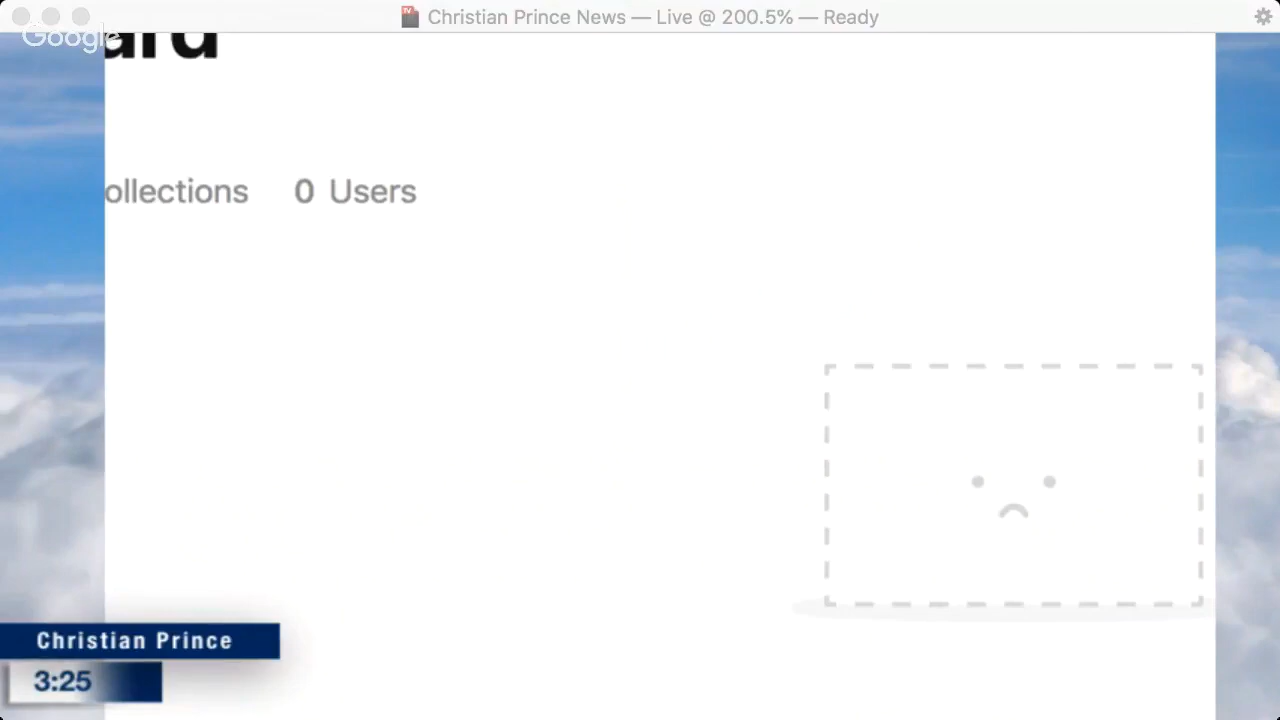 Christian Prince News — Live @ 200.5% — Ready
Google
ard
ollections 0 Users
Christian Prince
3:25